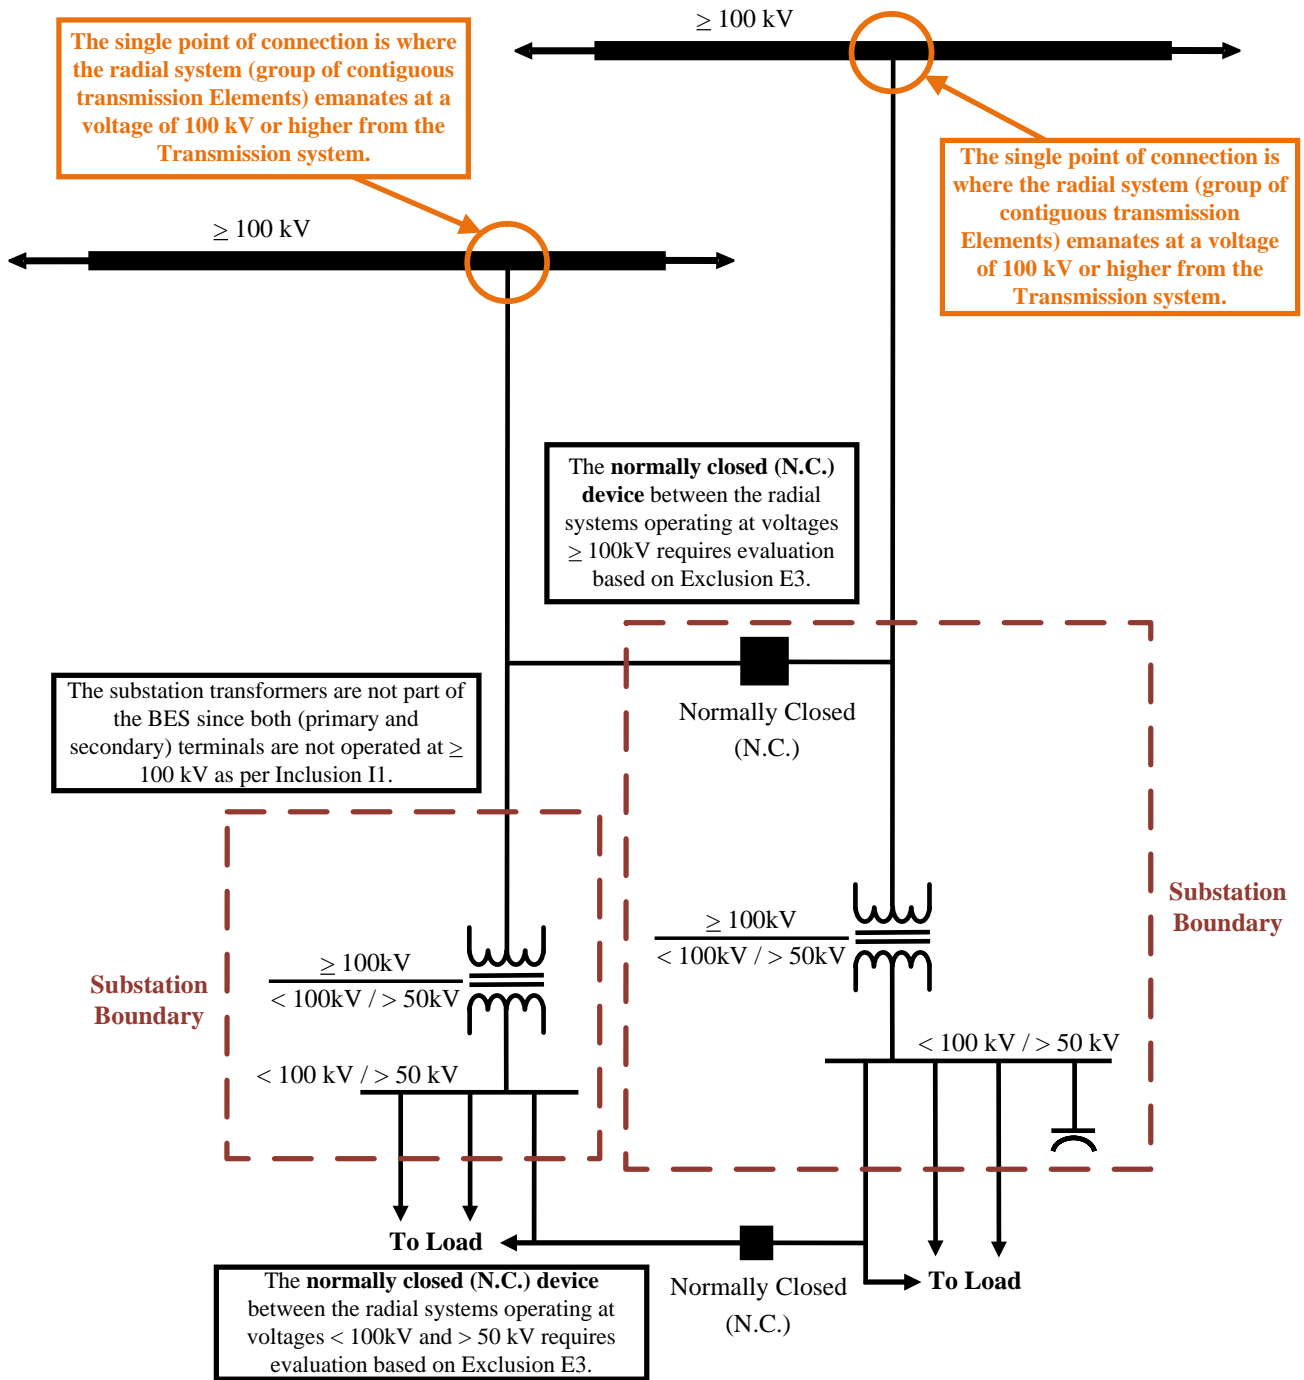 ≥ 100 kV
The single point of connection is where
the radial system (group of contiguous
transmission Elements) emanates at a
voltage of 100 kV or higher from the
Transmission system.
The single point of connection is
where the radial system (group of
contiguous transmission
Elements) emanates at a voltage
of 100 kV or higher from the
Transmission system.
≥ 100 kV
The normally closed (N.C.)
device between the radial
systems operating at voltages
≥ 100kV requires evaluation
based on Exclusion E3.
The substation transformers are not part of
the BES since both (primary and
secondary) terminals are not operated at ≥
100 kV as per Inclusion I1.
Normally Closed
(N.C.)
Substation
Boundary
≥ 100kV
< 100kV / > 50kV
≥ 100kV
< 100kV / > 50kV
Substation
Boundary
< 100 kV / > 50 kV
< 100 kV / > 50 kV
To Load
Normally Closed
(N.C.)
To Load
The normally closed (N.C.) device
between the radial systems operating at
voltages < 100kV and > 50 kV requires
evaluation based on Exclusion E3.